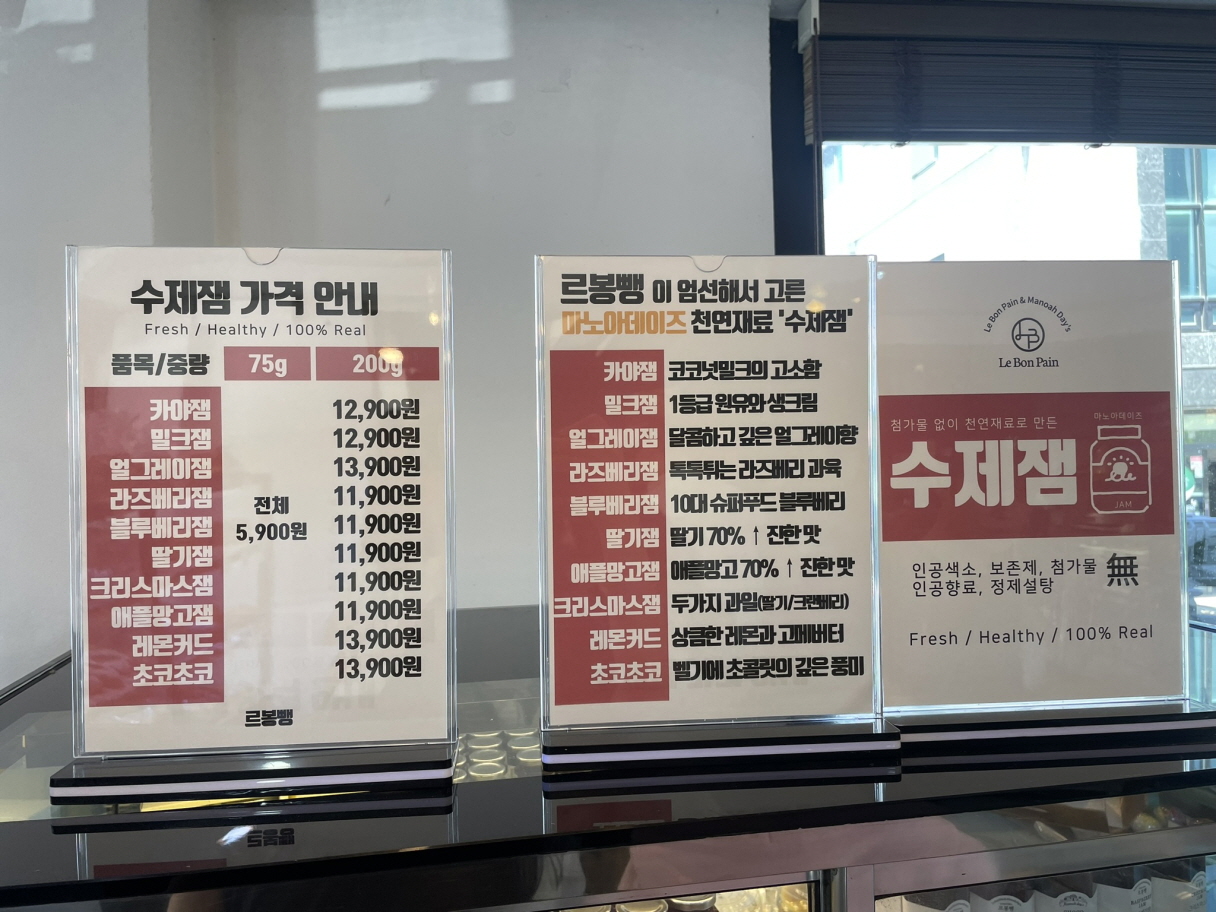 수제잼 가격 안내
Fresh / Healthy / 100% Real
품목/중량 75g 200g
카야잼 12,900원
밀크잼 12,900원
얼그레이잼 13,900원
라즈베리잼 11,900원
블루베리잼 11,900원
딸기잼 11,900원
크리스마스잼 11,900원
애플망고잼 11,900원
레몬커드 13,900원
초코초코 13,900원
전체
5,900원
르봉뺑
르봉뺑 이 엄선해서 고른
마노아데이즈 천연재료 '수제잼'
카야잼 코코넛밀크의 고소함
밀크잼 1등급 원유와 생크림
얼그레이잼 달콤하고 깊은 얼그레이향
라즈베리잼 톡톡튀는 라즈베리 과육
블루베리잼 10대 슈퍼푸드 블루베리
딸기잼 딸기 70% ↑ 진한 맛
애플망고잼 애플망고 70% ↑ 진한 맛
크리스마스잼 두가지 과일(딸기/크랜베리)
레몬커드 상큼한 레몬과 고메버터
초코초코 벨기에 초콜릿의 깊은 풍미
Le Bon Pain & Manoah Day's
LBP
Le Bon Pain
첨가물 없이 천연재료로 만든
수제잼
마노아데이즈
JAM
인공색소, 보존제, 첨가물
인공향료, 정제설탕
無
Fresh / Healthy / 100% Real